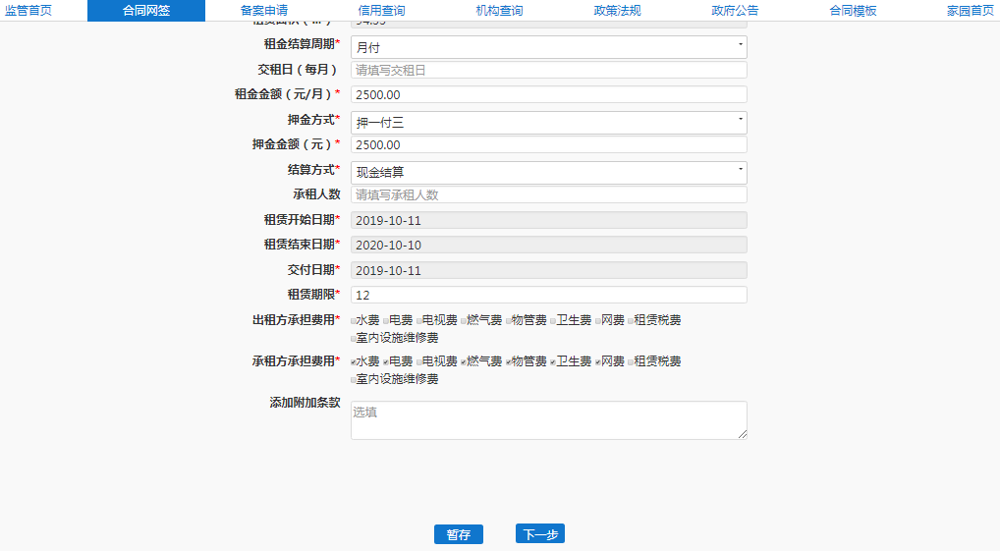 监管首页 合同网签 备案申请 信用查询 机构查询 政策法规 政府公告 合同模板 家园首页
租金结算周期* 月付
交租日（每月） 请填写交租日
租金金额（元/月）* 2500.00
押金方式* 押一付三
押金金额（元）* 2500.00
结算方式* 现金结算
承租人数 请填写承租人数
租赁开始日期* 2019-10-11
租赁结束日期* 2020-10-10
交付日期* 2019-10-11
租赁期限* 12
出租方承担费用* 水费 电费 电视费 燃气费 物管费 卫生费 网费 租赁税费
室内设施维修费
承租方承担费用* 水费 电费 电视费 燃气费 物管费 卫生费 网费 租赁税费
室内设施维修费
添加附加条款 选填
暂存 下一步